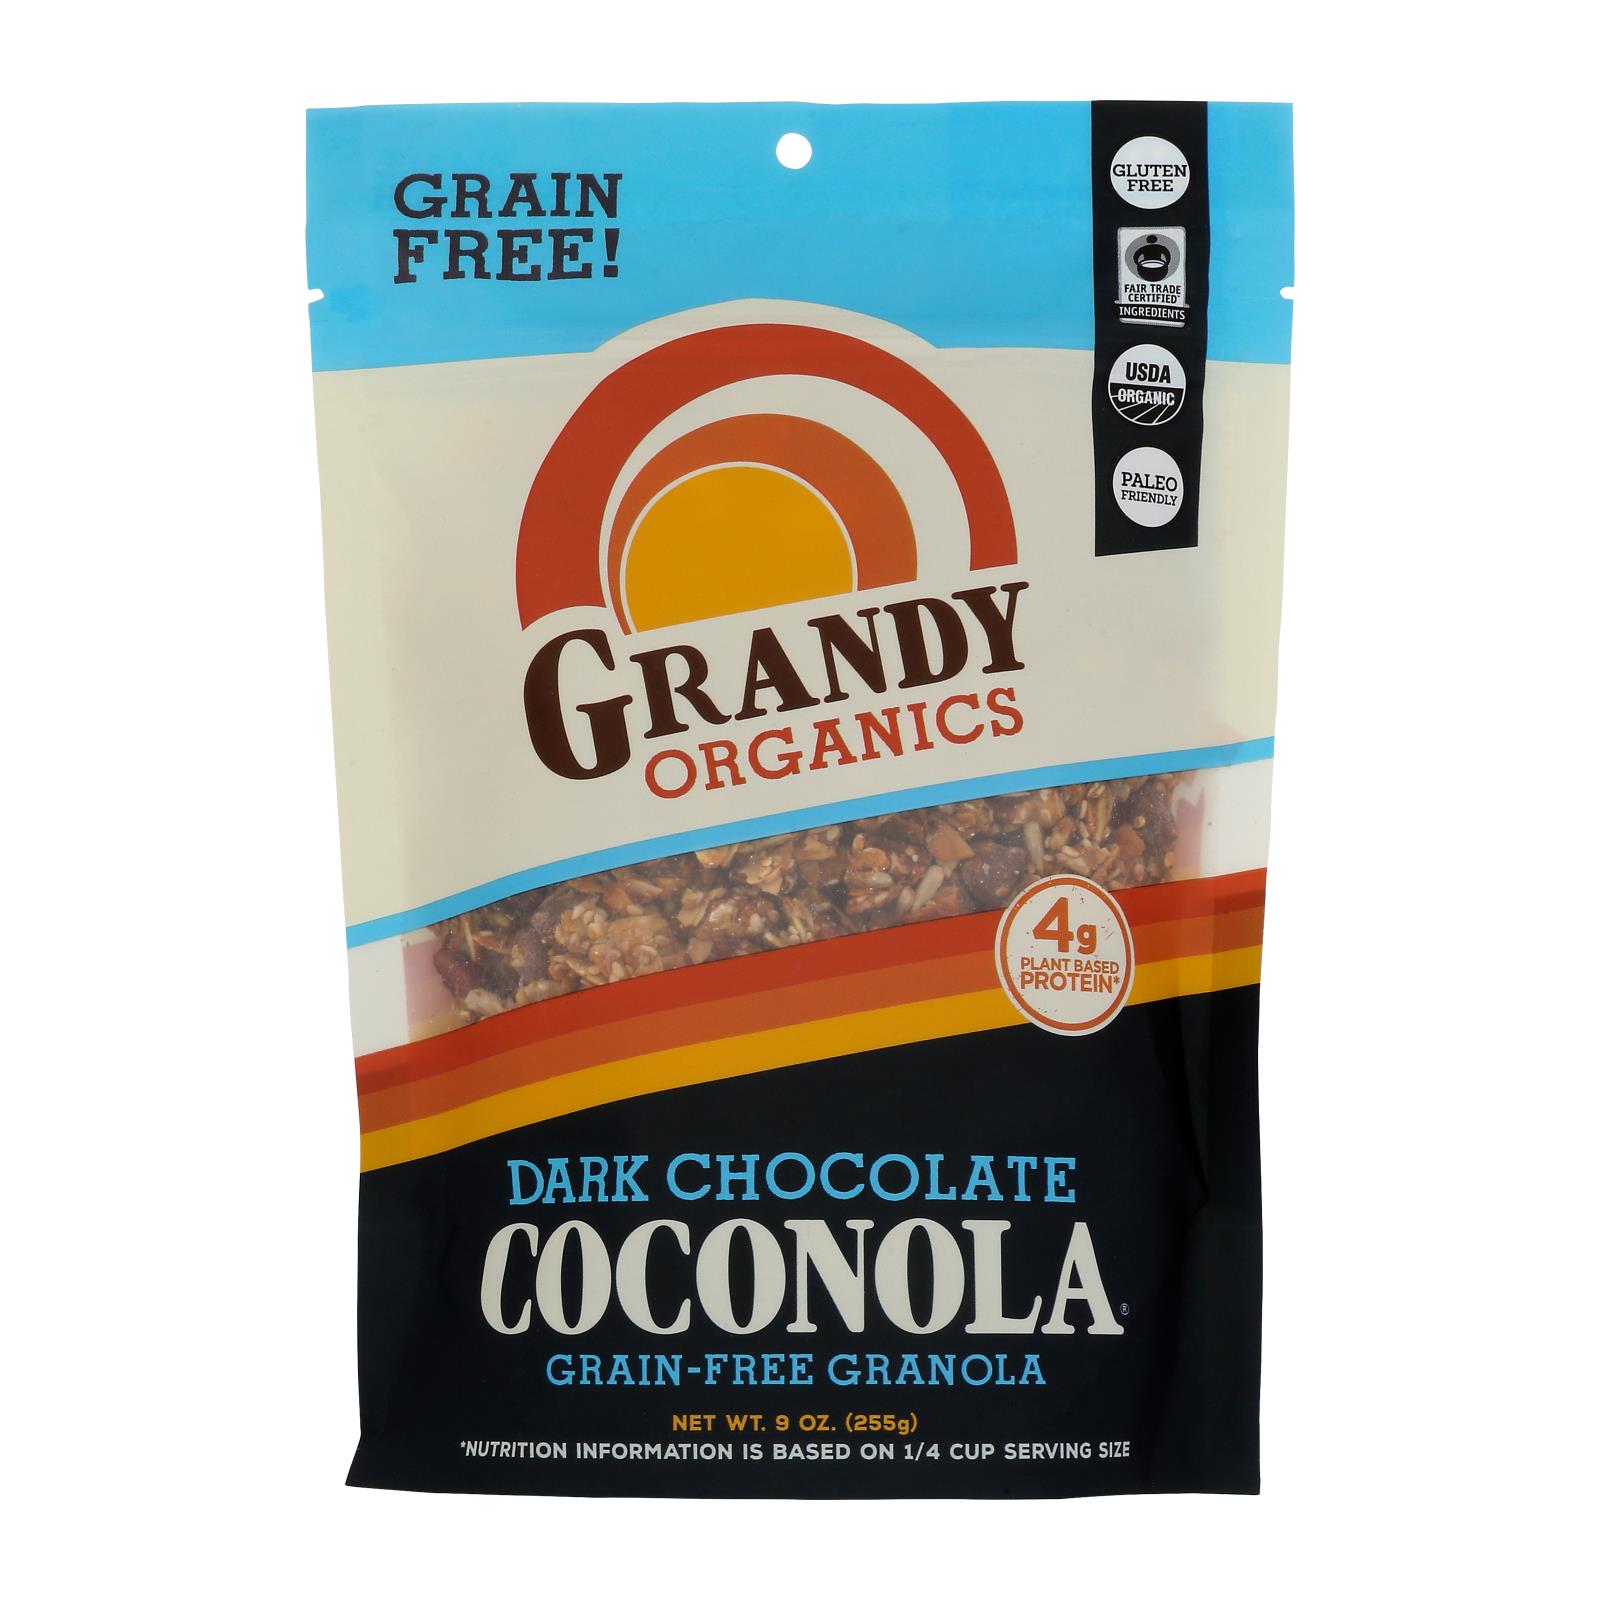 GRAIN
FREE!
GLUTEN
FREE
FAIR TRADE
CERTIFIED™
INGREDIENTS
USDA
ORGANIC
PALEO
FRIENDLY
GRANDY
ORGANICS
4g
PLANT BASED
PROTEIN*
DARK CHOCOLATE
COCONOLA®
GRAIN-FREE GRANOLA
NET WT. 9 OZ. (255g)
*NUTRITION INFORMATION IS BASED ON 1/4 CUP SERVING SIZE